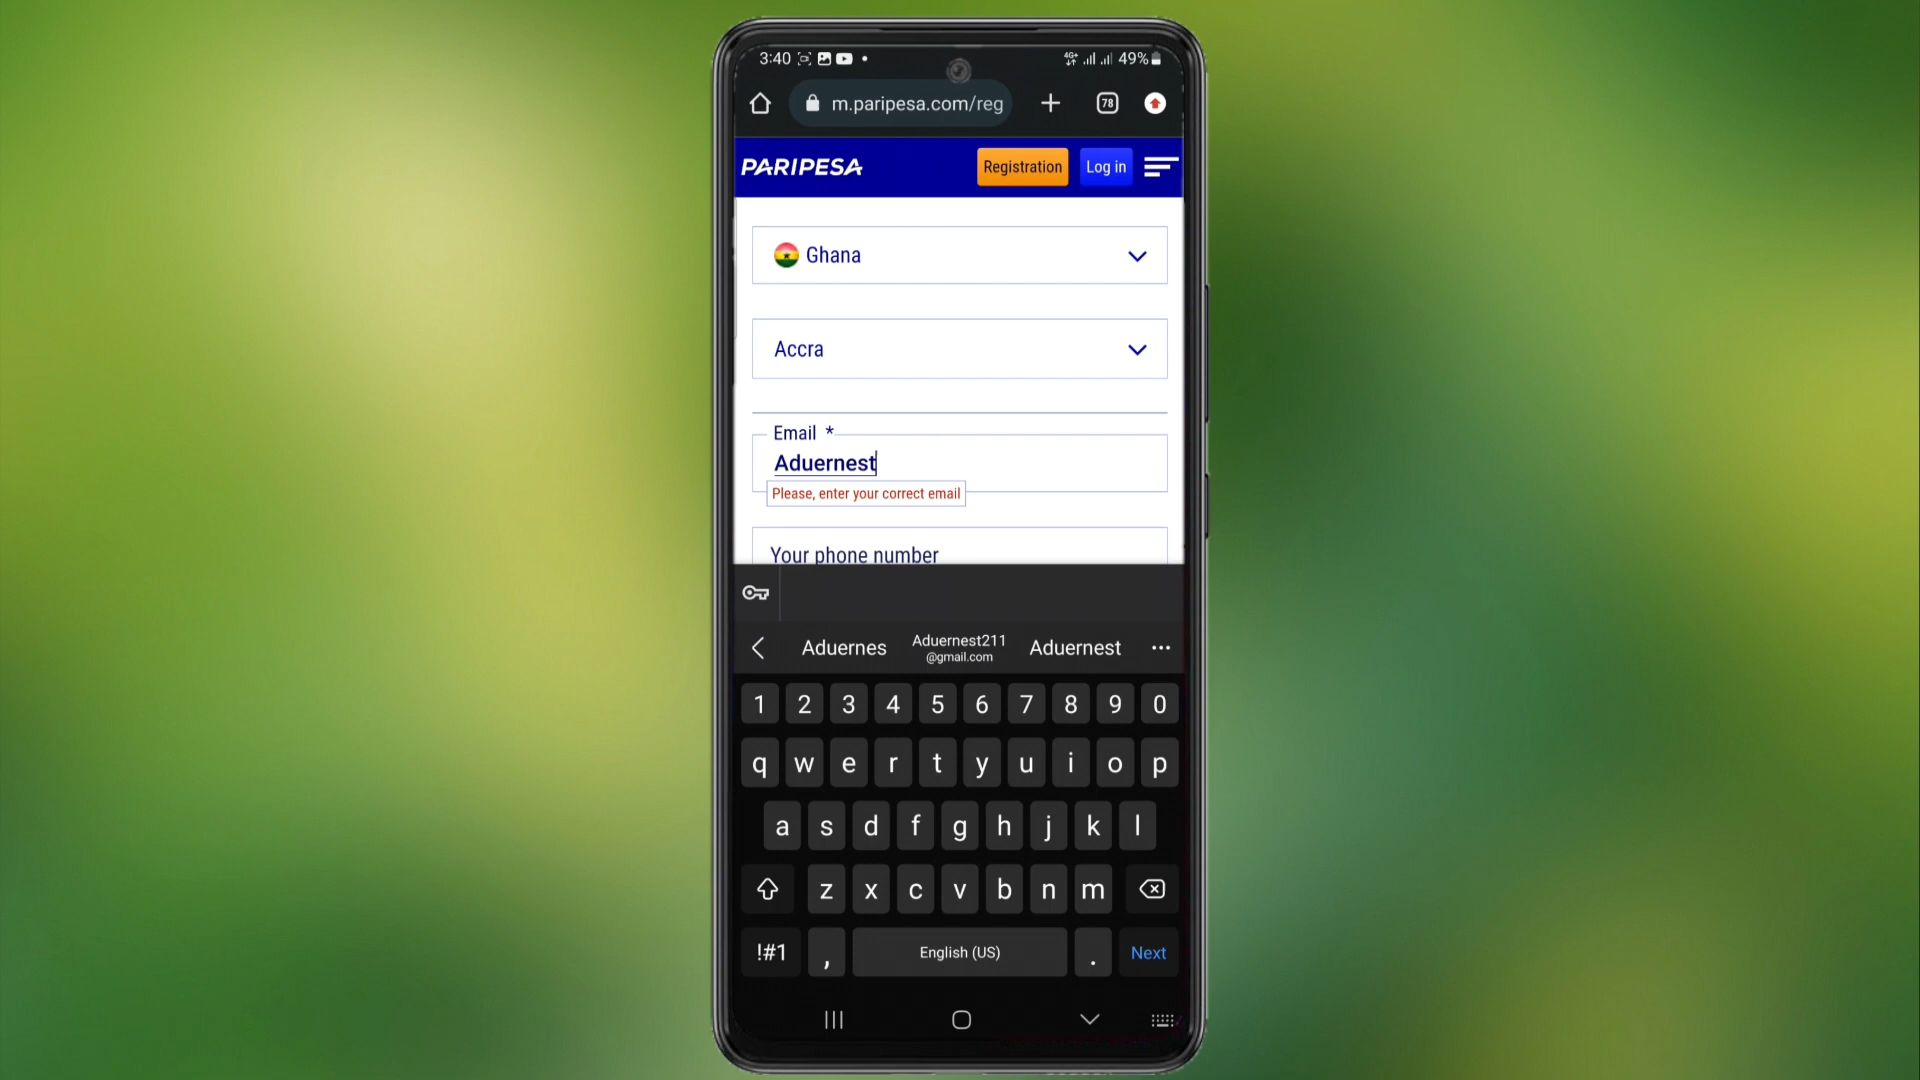 3:40
4G+ 49%
m.paripesa.com/reg
78
PARIPESA
Registration
Log in
Ghana
Accra
Email *
Aduernest
Please, enter your correct email
Your phone number
Aduernes
Aduernest211
@gmail.com
Aduernest
1 2 3 4 5 6 7 8 9 0
q w e r t y u i o p
a s d f g h j k l
z x c v b n m
!#1 , English (US) . Next